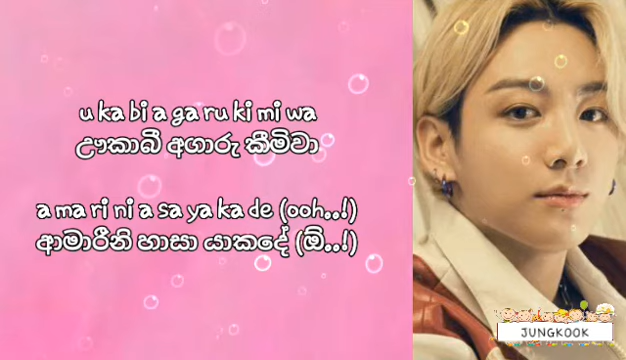 u ka bi a ga ru ki mi wa
ඌකාබී අගාරු කීමිවා
a ma ri ni a sa ya ka de (ooh..!)
ආමාරීනි හාසා යාකදේ (ඕ..!)
JUNGKOOK